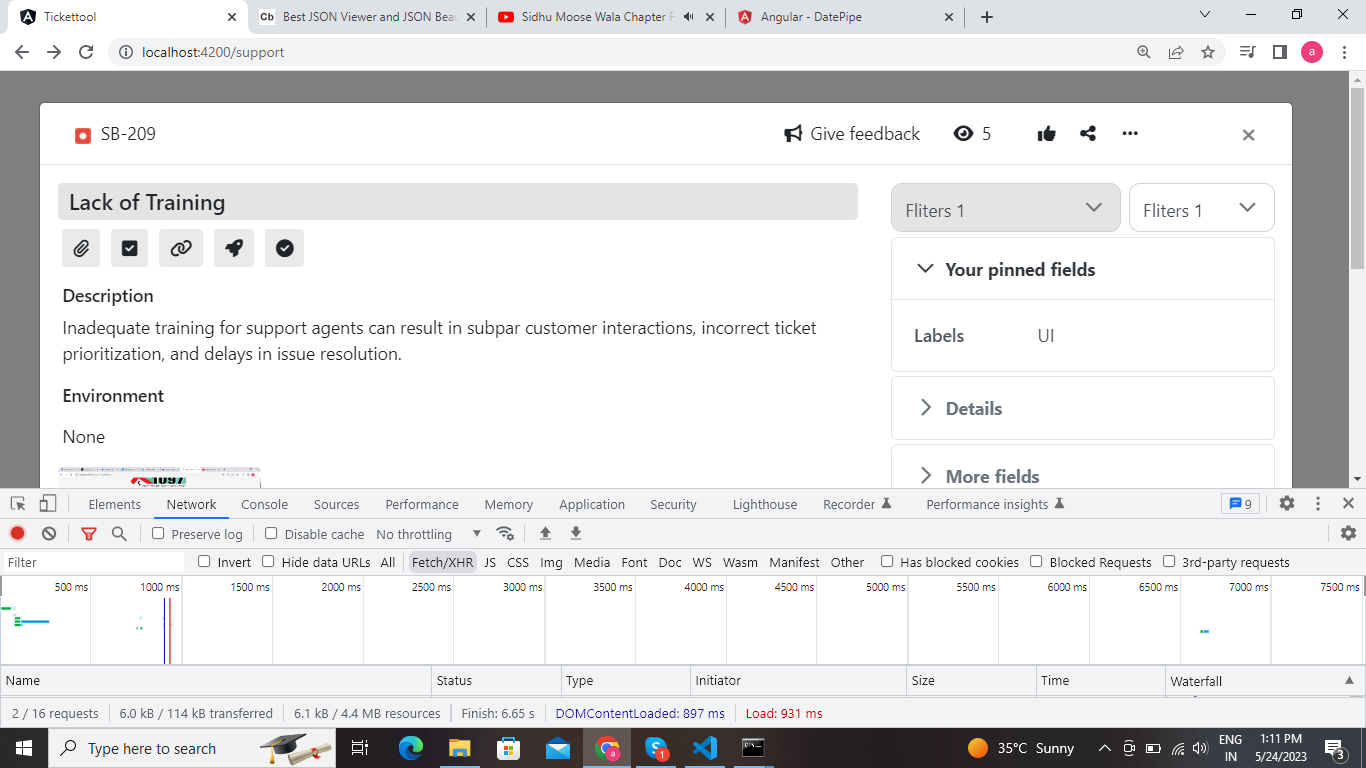 Tickettool
Cb Best JSON Viewer and JSON Beau
Sidhu Moose Wala Chapter F
Angular - DatePipe
localhost:4200/support
a
SB-209
Give feedback
5
Lack of Training
Fliters 1
Fliters 1
Description
Inadequate training for support agents can result in subpar customer interactions, incorrect ticket
prioritization, and delays in issue resolution.
Your pinned fields
Labels UI
Environment
None
Details
More fields
Elements Network Console Sources Performance Memory Application Security Lighthouse Recorder Performance insights 9
Preserve log Disable cache No throttling
Filter Invert Hide data URLs All Fetch/XHR JS CSS Img Media Font Doc WS Wasm Manifest Other Has blocked cookies Blocked Requests 3rd-party requests
500 ms 1000 ms 1500 ms 2000 ms 2500 ms 3000 ms 3500 ms 4000 ms 4500 ms 5000 ms 5500 ms 6000 ms 6500 ms 7000 ms 7500 ms
Name Status Type Initiator Size Time Waterfall
2 / 16 requests 6.0 kB / 114 kB transferred 6.1 kB / 4.4 MB resources Finish: 6.65 s DOMContentLoaded: 897 ms Load: 931 ms
Type here to search
a
1
35°C Sunny
ENG
IN
1:11 PM
5/24/2023
3